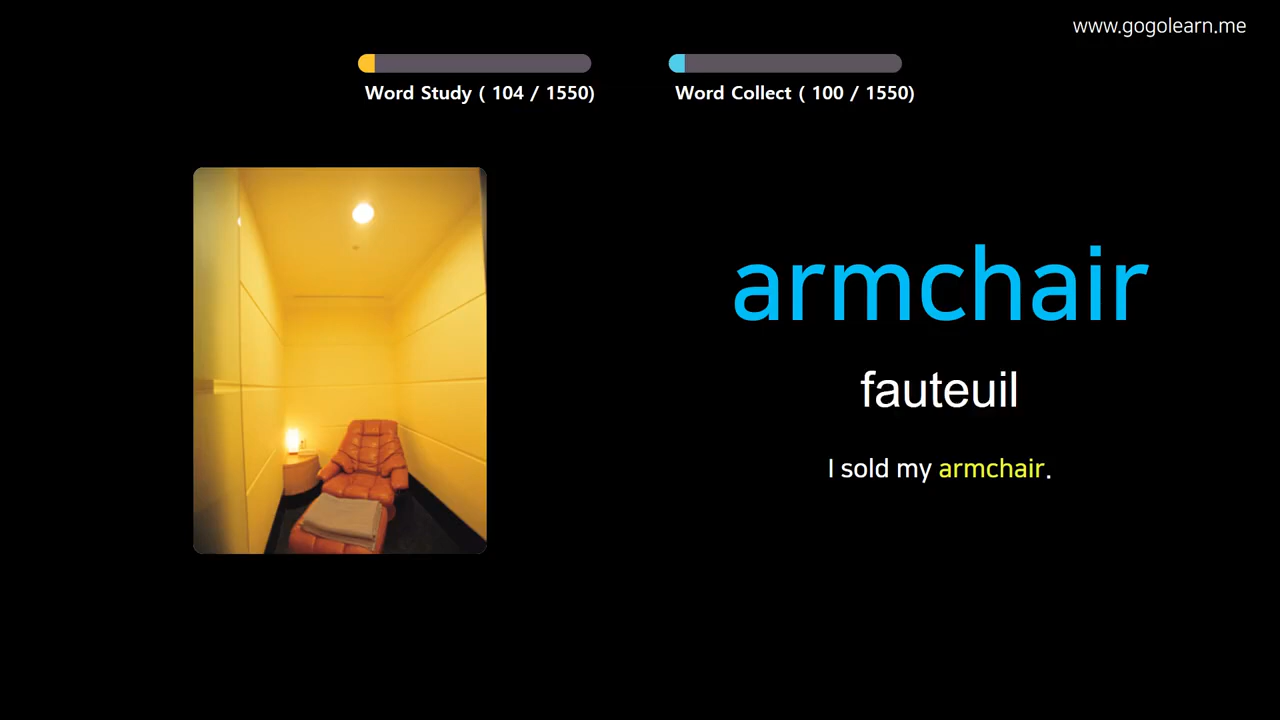 www.gogolearn.me
Word Study ( 104 / 1550)
Word Collect ( 100 / 1550)
armchair
fauteuil
I sold my armchair.